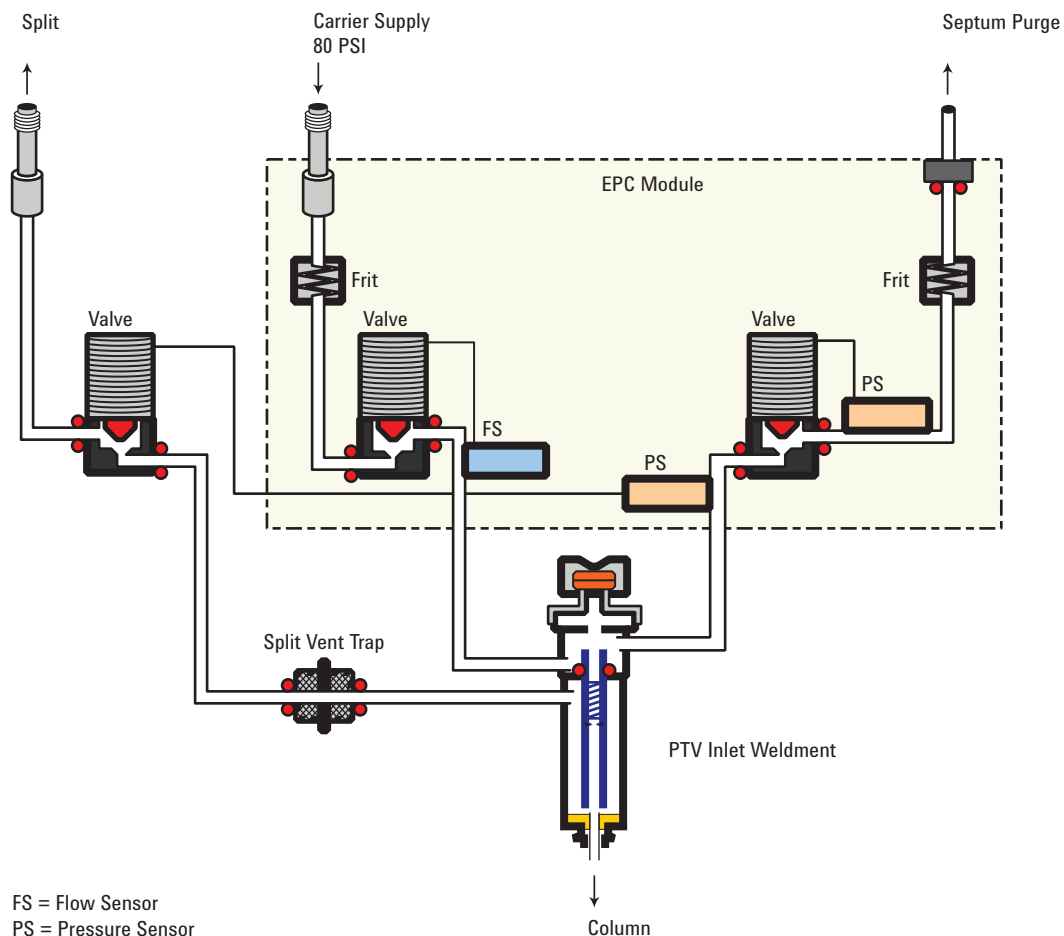 Split
Carrier Supply
80 PSI
Septum Purge
EPC Module
Frit
Frit
Valve
Valve
Valve
PS
FS
PS
Split Vent Trap
PTV Inlet Weldment
FS = Flow Sensor
PS = Pressure Sensor
Column